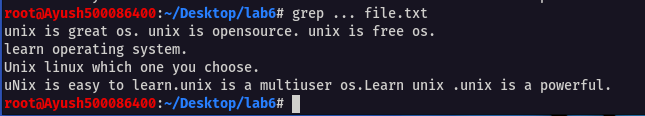 root@Ayush500086400:~/Desktop/lab6# grep ... file.txt
unix is great os. unix is opensource. unix is free os.
learn operating system.
Unix linux which one you choose.
uNix is easy to learn.unix is a multiuser os.Learn unix .unix is a powerful.
root@Ayush500086400:~/Desktop/lab6#